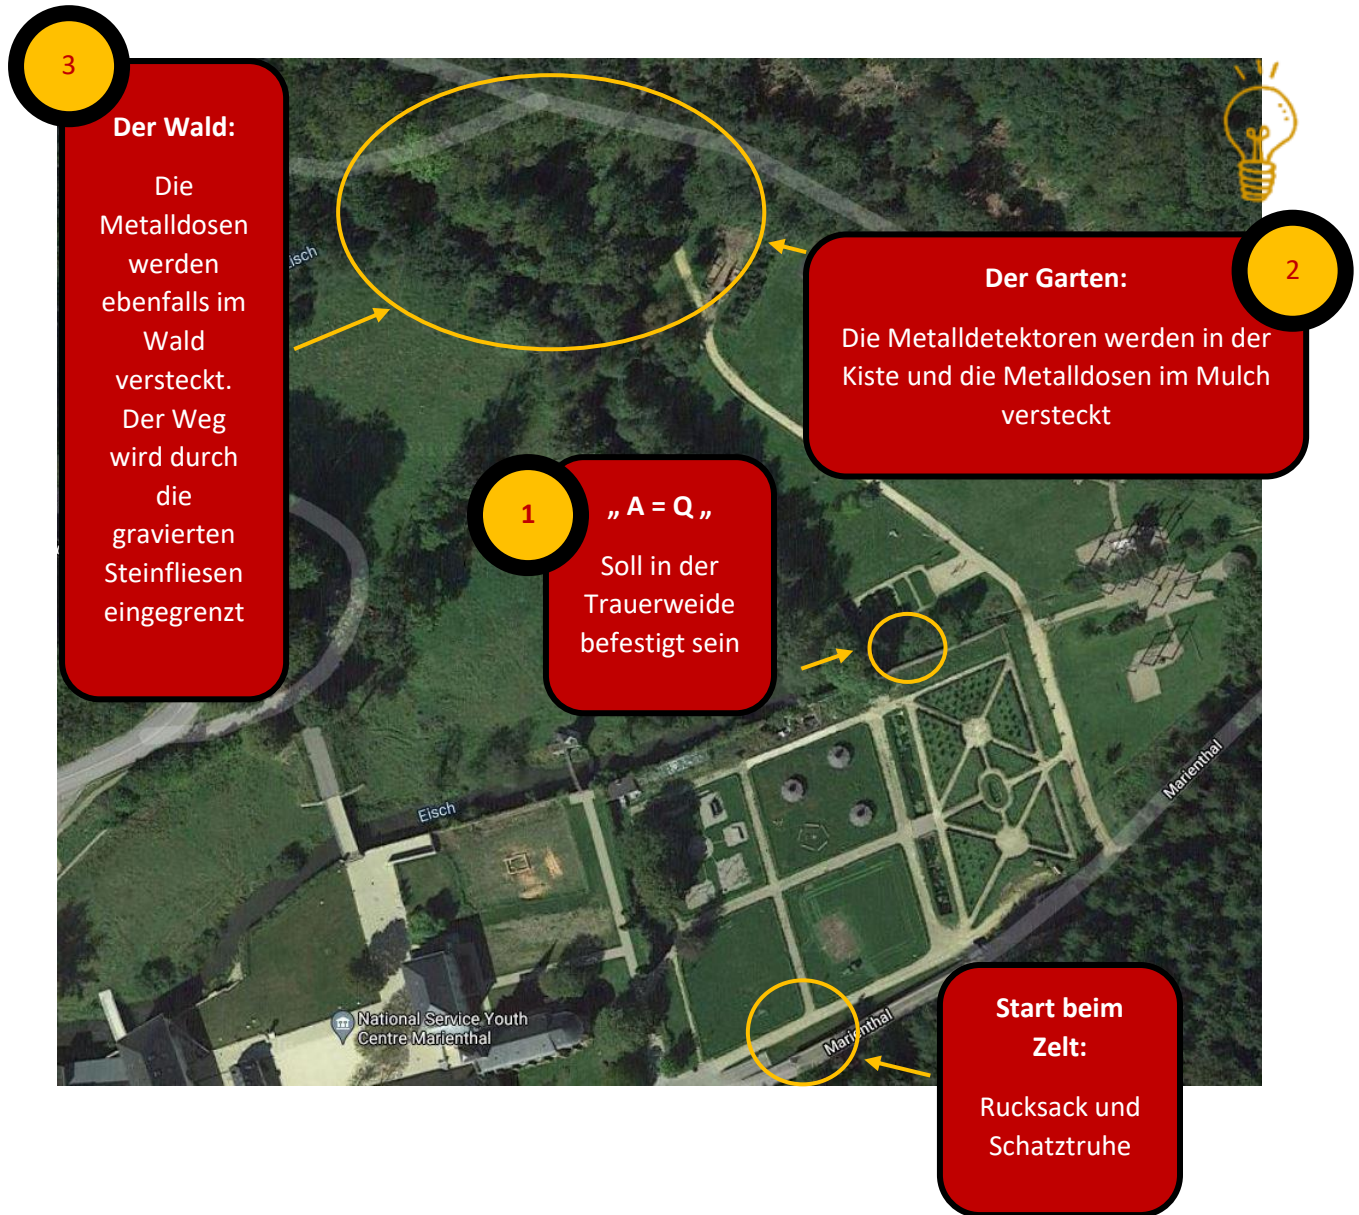 3
Der Wald:
Die
Metalldosen
werden
ebenfalls im
Wald
versteckt.
Der Weg
wird durch
die
gravierten
Steinfliesen
eingegrenzt
isch
2
Der Garten:
Die Metalldetektoren werden in der
Kiste und die Metalldosen im Mulch
versteckt
1
„ A = Q „
Soll in der
Trauerweide
befestigt sein
Marienthal
Eisch
National Service Youth
Centre Marienthal
Marienthal
Start beim
Zelt:
Rucksack und
Schatztruhe